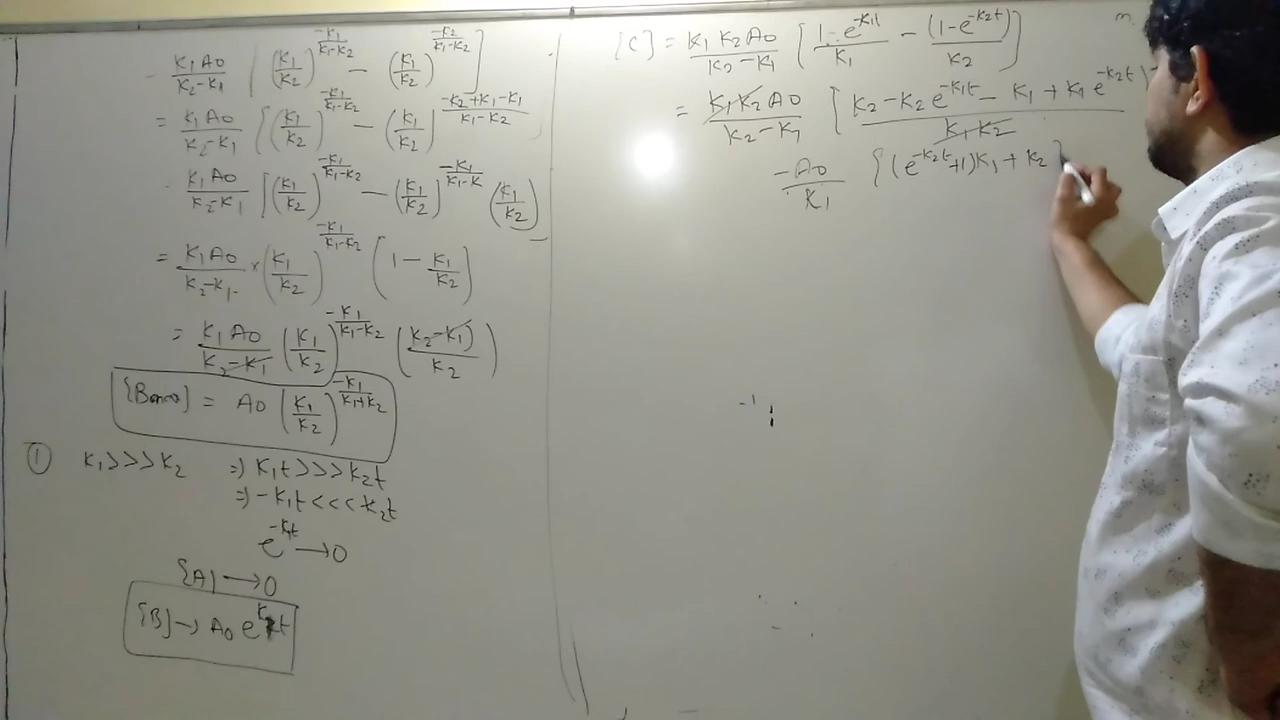 K₁A₀/K₂-K₁ [(K₁/K₂)^(-K₁/K₁-K₂) - (K₁/K₂)^(-K₂/K₁-K₂)]
= K₁A₀/K₂-K₁ [(K₁/K₂)^(-K₁/K₁-K₂) - (K₁/K₂)^(-K₂+K₁-K₁/K₁-K₂)
K₁A₀/K₂-K₁ [(K₁/K₂)^(-K₁/K₁-K₂) - (K₁/K₂)^(-K₁/K₁-K) (K₁/K₂)
= K₁A₀/K₂-K₁ × (K₁/K₂)^(-K₁/K₁-K₂) (1 - K₁/K₂)
= K₁A₀/K₂-K₁ (K₁/K₂)^(-K₁/K₁-K₂) (K₂-K₁)/K₂)
= A₀ (K₁/K₂)^(-K₁/K₁+K₂)
① K₁>>>K₂ ⇒ K₁t>>>K₂t
⇒ -K₁t<<<-K₂t
e^(-K₁t) → 0
[A] → 0
[B] → A₀ e
[C] = K₁K₂A₀/K₂-K₁ [1-e^(-K₁t)/K₁ - (1-e^(-K₂t))/K₂]
= K₁K₂A₀/K₂-K₁ [K₂-K₂e^(-K₁t) - K₁+K₁e^(-K₂t)/K₁K₂
-A₀/K₁ {(e^(-K₂t)+1)K₁+K₂